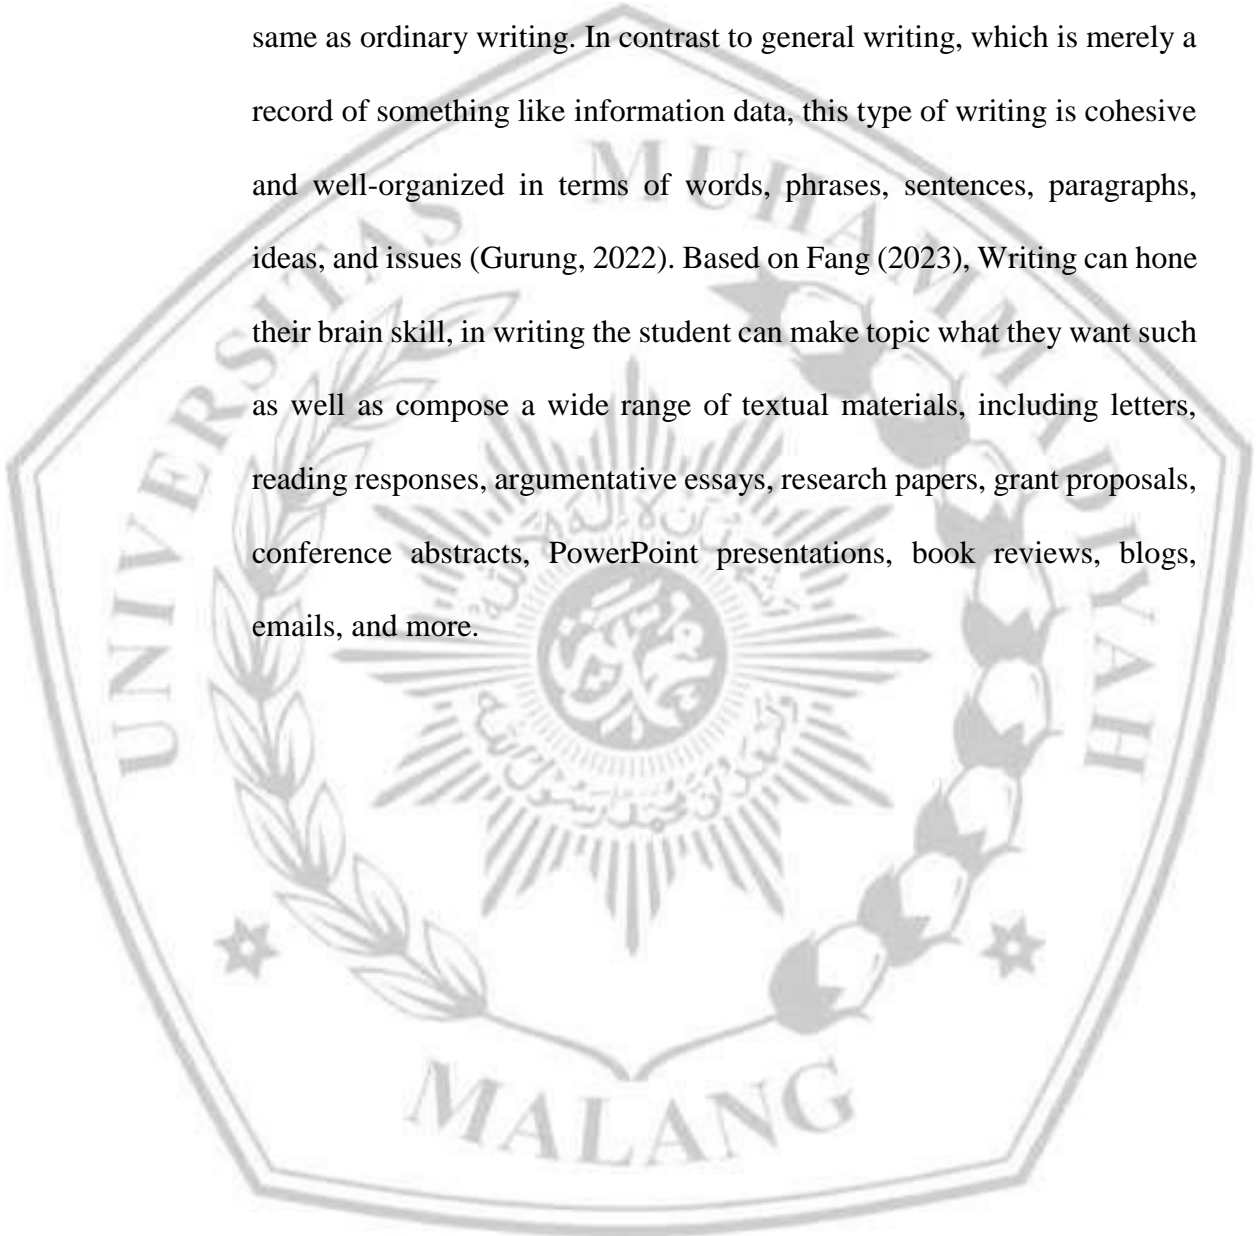 same as ordinary writing. In contrast to general writing, which is merely a
record of something like information data, this type of writing is cohesive
and well-organized in terms of words, phrases, sentences, paragraphs,
ideas, and issues (Gurung, 2022). Based on Fang (2023), Writing can hone
their brain skill, in writing the student can make topic what they want such
as well as compose a wide range of textual materials, including letters,
reading responses, argumentative essays, research papers, grant proposals,
conference abstracts, PowerPoint presentations, book reviews, blogs,
emails, and more.
UNIVERSITAS MUHAMMADIYAH
MALANG